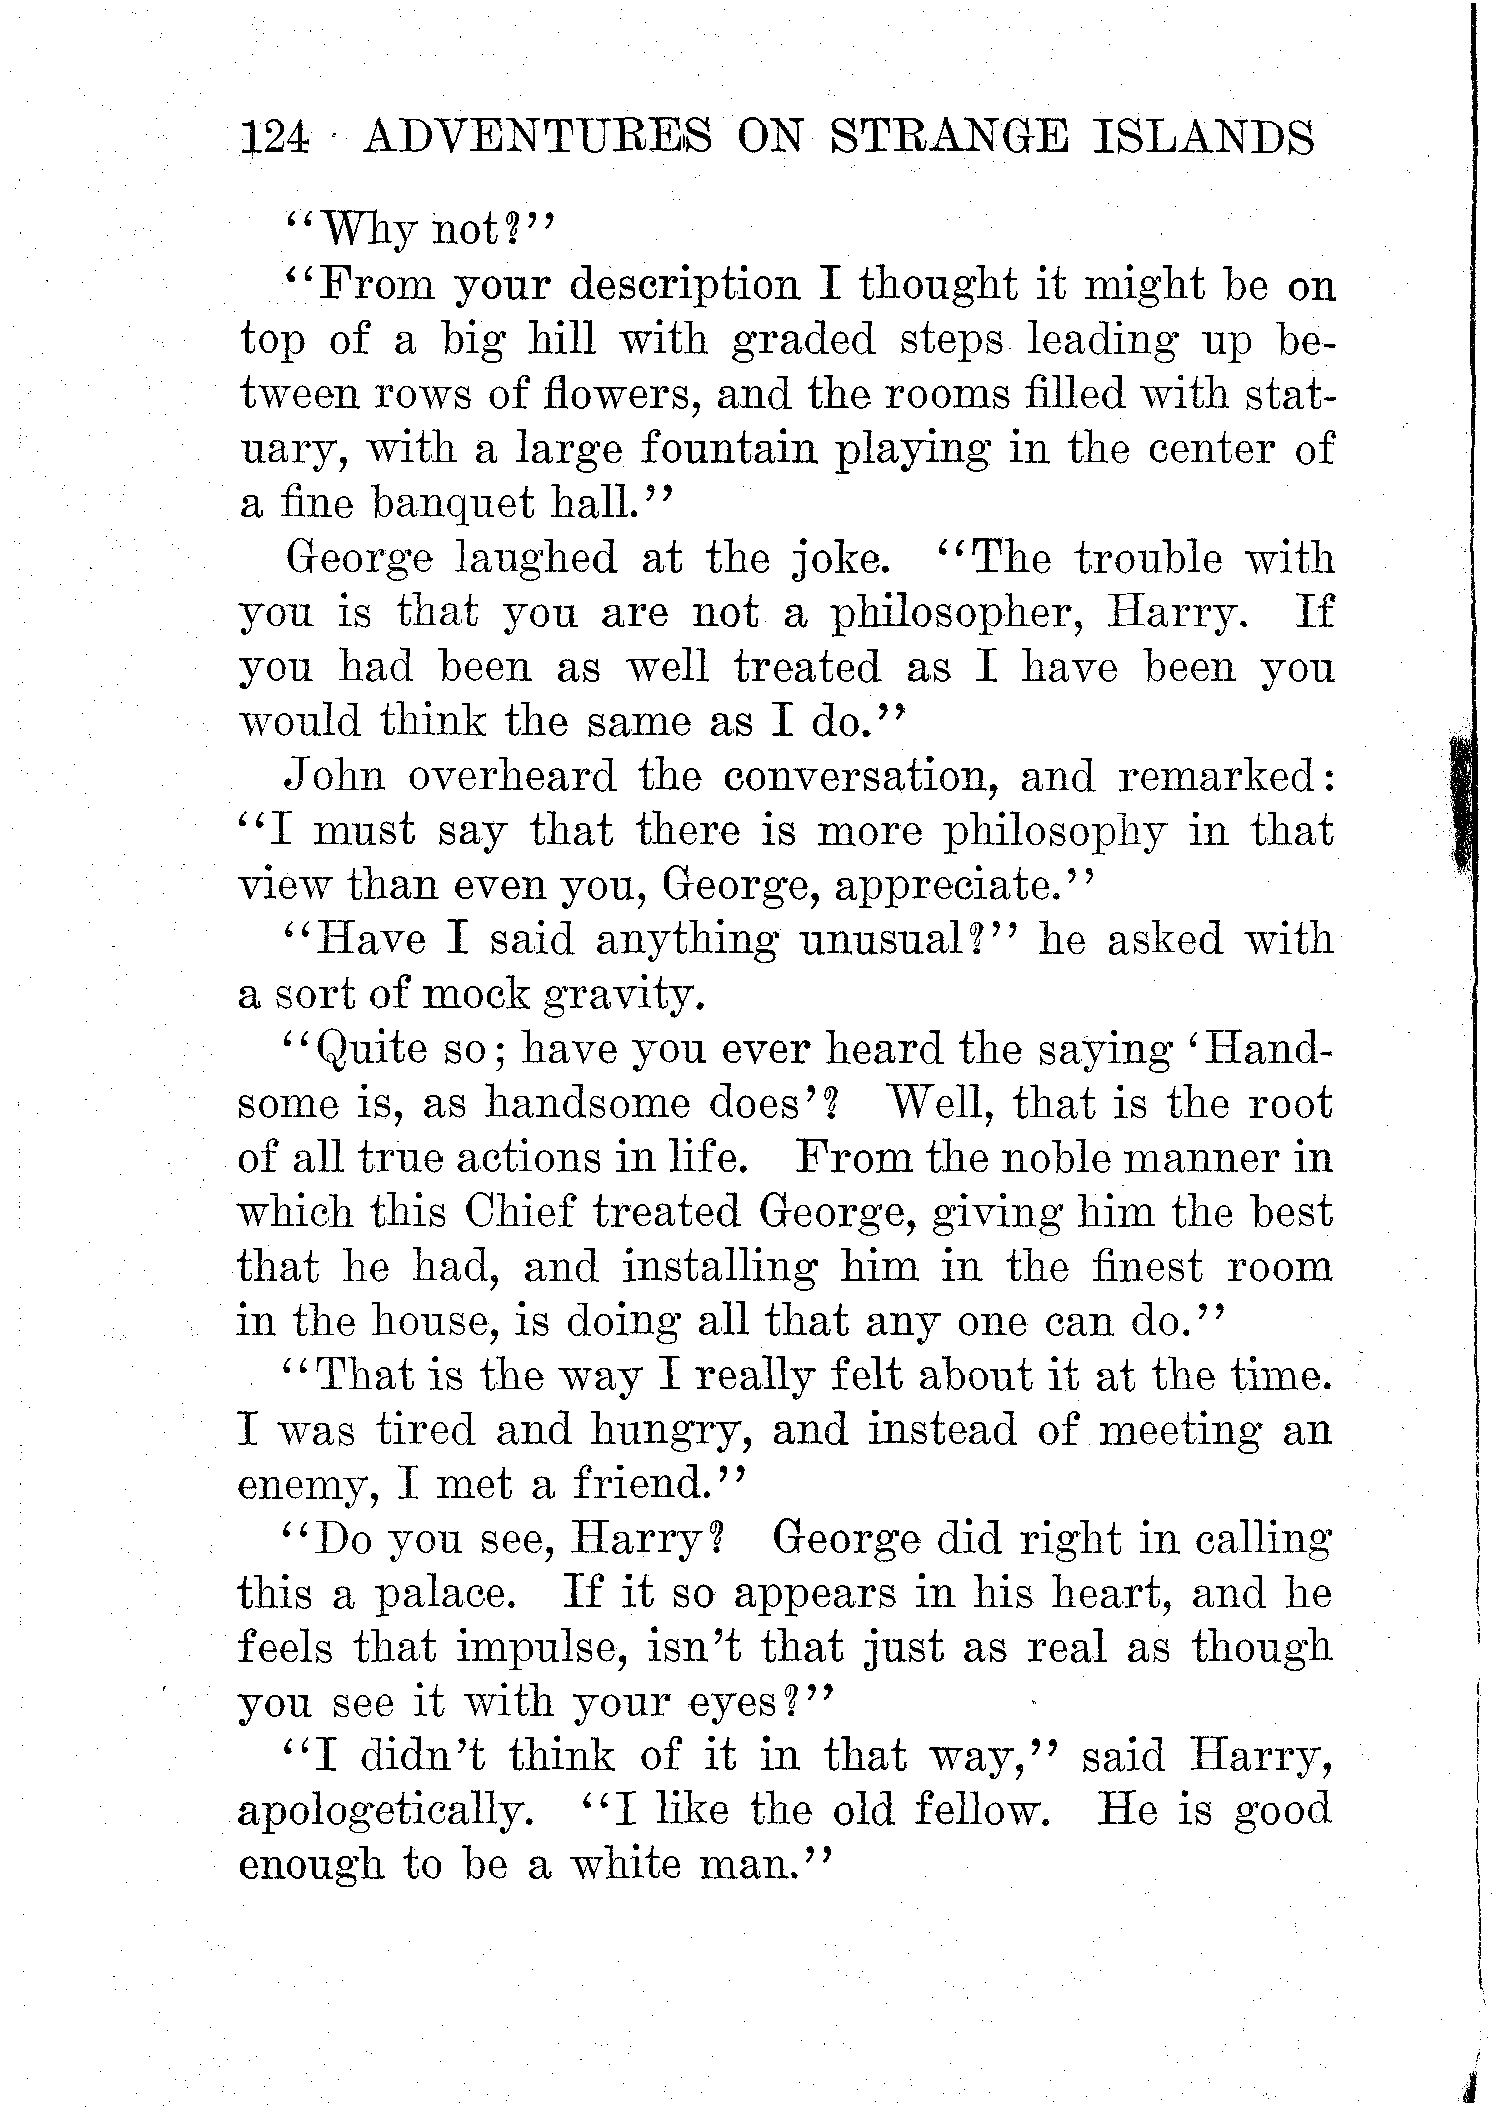 124 ADVENTURES ON STRANGE ISLANDS
"Why not?"
"From your description I thought it might be on
top of a big hill with graded steps leading up be-
tween rows of flowers, and the rooms filled with stat-
uary, with a large fountain playing in the center of
a fine banquet hall."
George laughed at the joke. "The trouble with
you is that you are not a philosopher, Harry. If
you had been as well treated as I have been you
would think the same as I do."
John overheard the conversation, and remarked:
"I must say that there is more philosophy in that
view than even you, George, appreciate."
"Have I said anything unusual?" he asked with
a sort of mock gravity.
"Quite so; have you ever heard the saying 'Hand-
some is, as handsome does'? Well, that is the root
of all true actions in life. From the noble manner in
which this Chief treated George, giving him the best
that he had, and installing him in the finest room
in the house, is doing all that any one can do."
"That is the way I really felt about it at the time.
I was tired and hungry, and instead of meeting an
enemy, I met a friend."
"Do you see, Harry? George did right in calling
this a palace. If it so appears in his heart, and he
feels that impulse, isn't that just as real as though
you see it with your eyes?"
"I didn't think of it in that way," said Harry,
apologetically. "I like the old fellow. He is good
enough to be a white man."